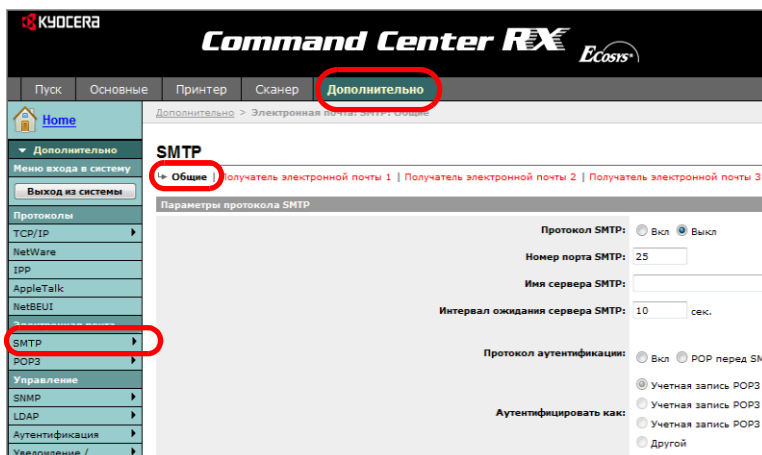 KYOCERA
Command Center RX Ecosys
Пуск Основные Принтер Сканер Дополнительно
Home
Дополнительно > Электронная почта: SMTP: Общие
Дополнительно
Меню входа в систему
Выход из системы
Протоколы
TCP/IP
NetWare
IPP
AppleTalk
NetBEUI
Электронная почта
SMTP
POP3
Управление
SNMP
LDAP
Аутентификация
Уведомление /
SMTP
Общие | Получатель электронной почты 1 | Получатель электронной почты 2 | Получатель электронной почты 3
Параметры протокола SMTP
Протокол SMTP: Вкл Выкл
Номер порта SMTP: 25
Имя сервера SMTP:
Интервал ожидания сервера SMTP: 10 сек.
Протокол аутентификации: Вкл POP перед SM
Аутентифицировать как: Учетная запись POP3
Учетная запись POP3
Учетная запись POP3
Другой